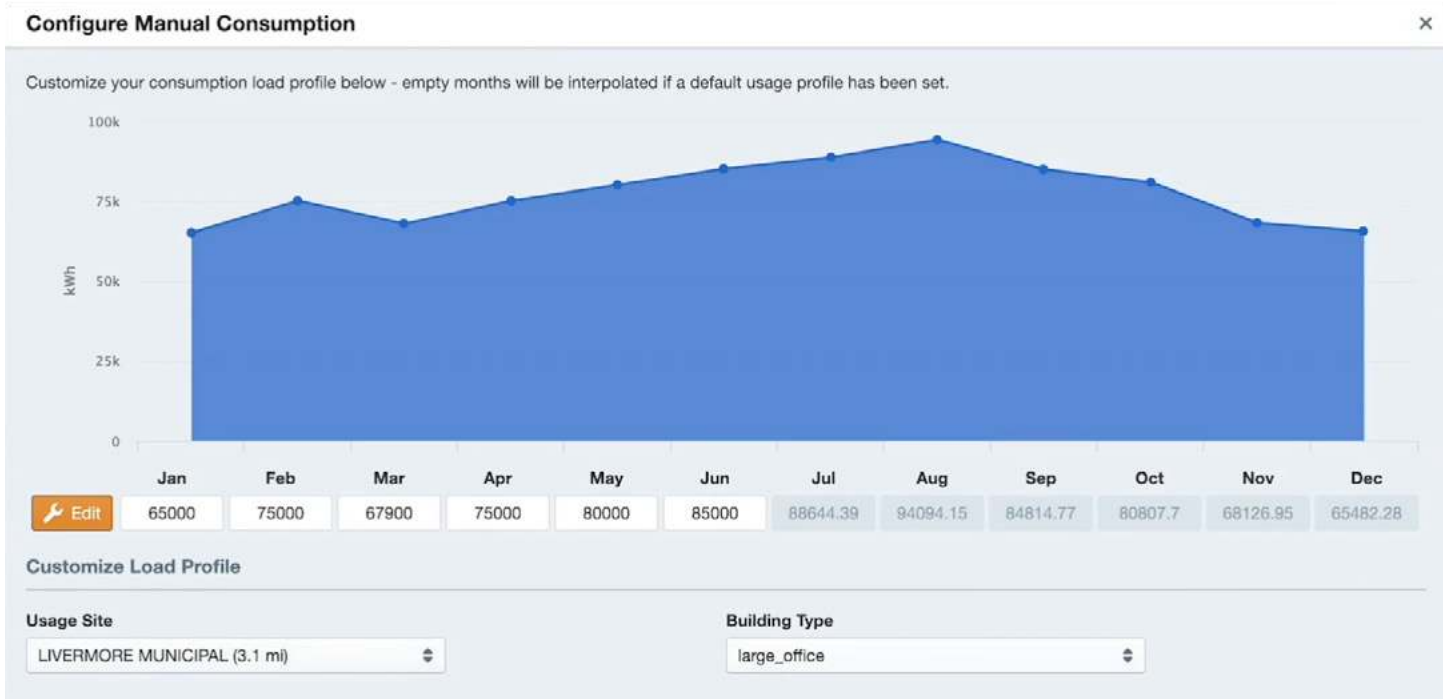 Configure Manual Consumption ×
Customize your consumption load profile below - empty months will be interpolated if a default usage profile has been set.
100k
75k
50k
25k
0
kWh
Jan Feb Mar Apr May Jun Jul Aug Sep Oct Nov Dec
Edit 65000 75000 67900 75000 80000 85000 88644.39 94094.15 84814.77 80807.7 68126.95 65482.28
Customize Load Profile
Usage Site Building Type
LIVERMORE MUNICIPAL (3.1 mi) large_office